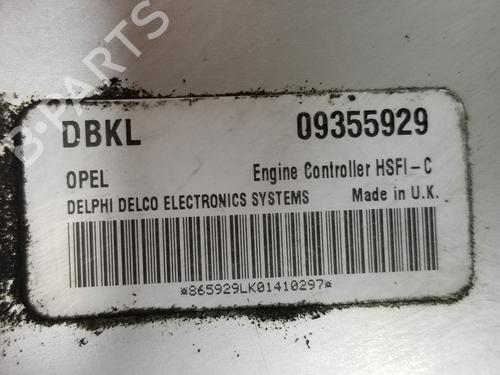 B-PARTS
DBKL 09355929
OPEL Engine Controller HSFI-C
DELPHI DELCO ELECTRONICS SYSTEMS Made in U.K.
*865929LK01410297*